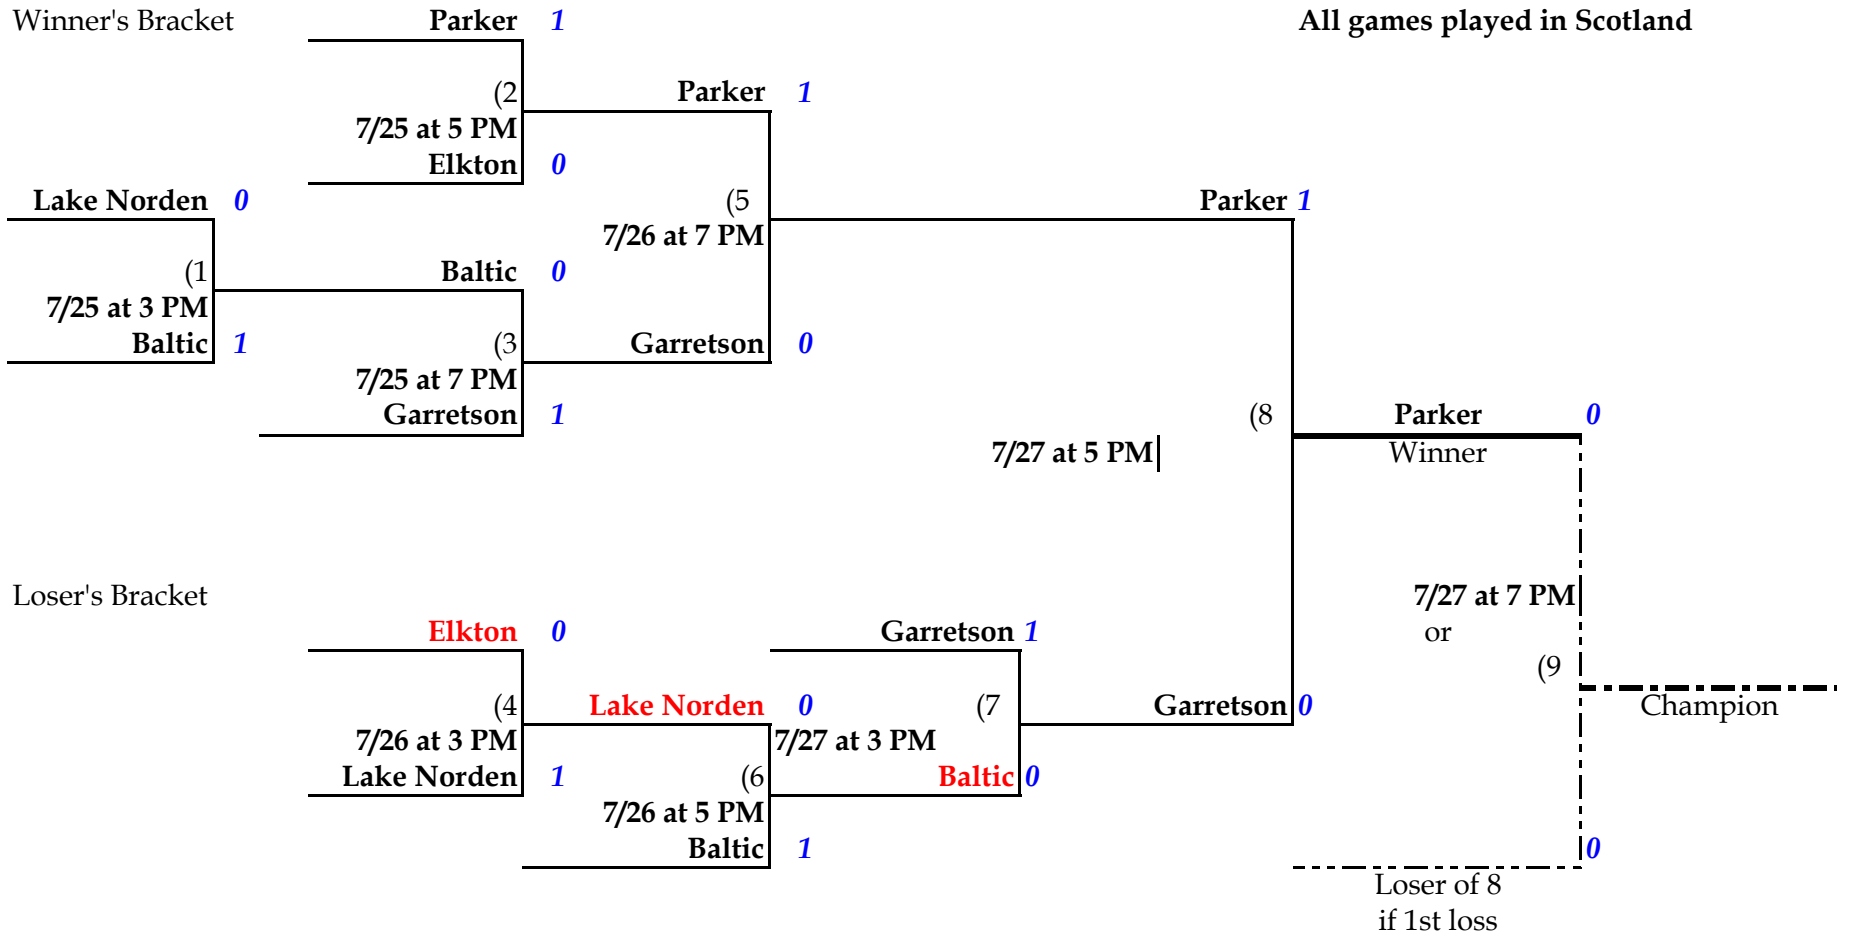 Winner's Bracket
Parker 1
All games played in Scotland
(2
Parker 1
7/25 at 5 PM
Elkton 0
Lake Norden 0
(5
Parker 1
7/26 at 7 PM
(1
Baltic 0
7/25 at 3 PM
Baltic 1
(3
Garretson 0
7/25 at 7 PM
Garretson 1
(8
Parker 0
7/27 at 5 PM
Winner
Loser's Bracket
7/27 at 7 PM
Elkton 0
Garretson 1
or
(9
(4
Lake Norden 0
(7
Garretson 0
Champion
7/26 at 3 PM
7/27 at 3 PM
Lake Norden 1
(6
Baltic 0
7/26 at 5 PM
Baltic 1
0
Loser of 8
if 1st loss